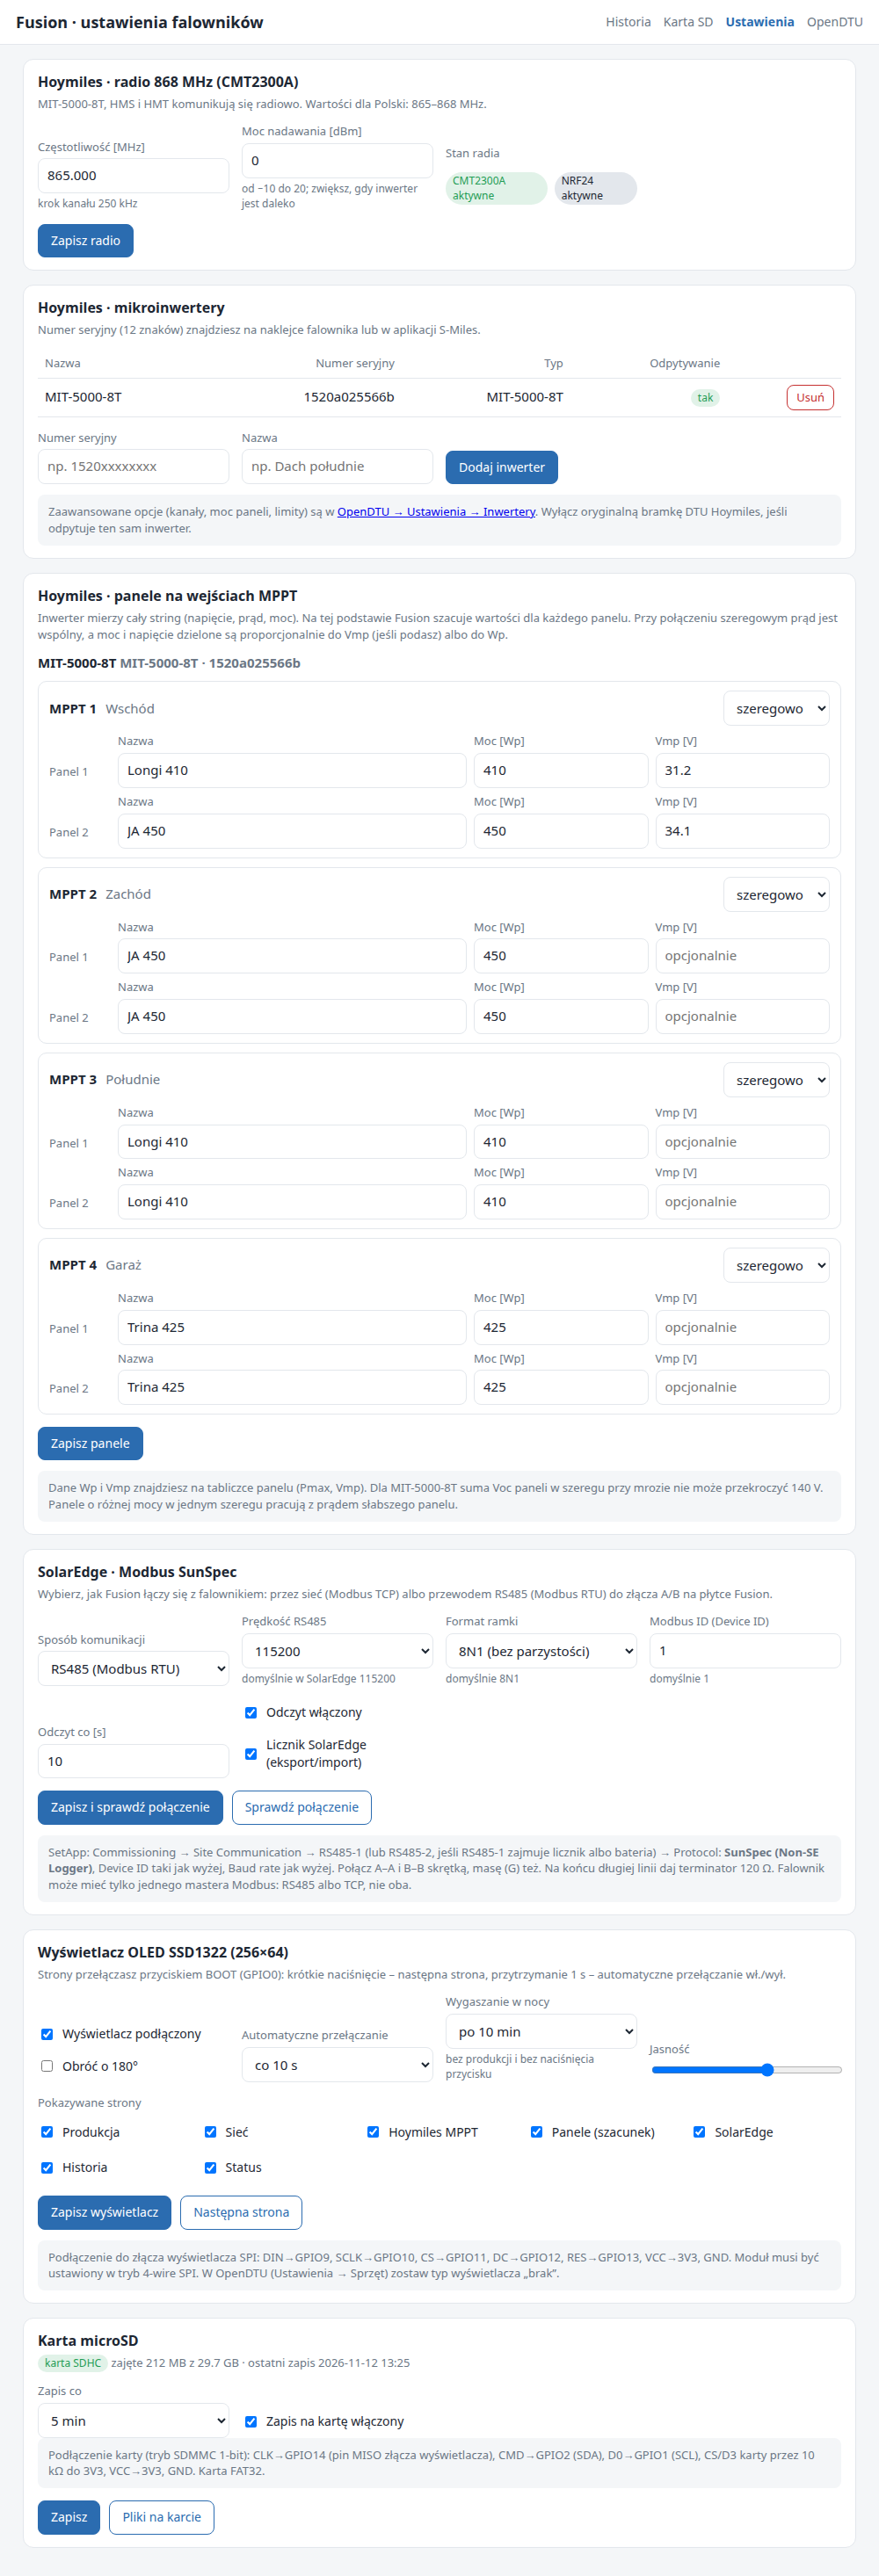 Fusion · ustawienia falowników
Historia Karta SD Ustawienia OpenDTU
Hoymiles · radio 868 MHz (CMT2300A)
MIT-5000-8T, HMS i HMT komunikują się radiowo. Wartości dla Polski: 865–868 MHz.
Częstotliwość [MHz]
865.000
krok kanału 250 kHz
Moc nadawania [dBm]
0
od −10 do 20; zwiększ, gdy inwerter
jest daleko
Stan radia
CMT2300A
aktywne
NRF24
aktywne
Zapisz radio
Hoymiles · mikroinwertery
Numer seryjny (12 znaków) znajdziesz na naklejce falownika lub w aplikacji S-Miles.
Nazwa Numer seryjny Typ Odpytywanie
MIT-5000-8T 1520a025566b MIT-5000-8T tak Usuń
Numer seryjny
np. 1520xxxxxxxx
Nazwa
np. Dach południe
Dodaj inwerter
Zaawansowane opcje (kanały, moc paneli, limity) są w OpenDTU → Ustawienia → Inwertery. Wyłącz oryginalną bramkę DTU Hoymiles, jeśli
odpytuje ten sam inwerter.
Hoymiles · panele na wejściach MPPT
Inwerter mierzy cały string (napięcie, prąd, moc). Na tej podstawie Fusion szacuje wartości dla każdego panelu. Przy połączeniu szeregowym prąd jest
wspólny, a moc i napięcie dzielone są proporcjonalnie do Vmp (jeśli podasz) albo do Wp.
MIT-5000-8T MIT-5000-8T · 1520a025566b
MPPT 1 Wschód szeregowo
Nazwa Moc [Wp] Vmp [V]
Panel 1 Longi 410 410 31.2
Nazwa Moc [Wp] Vmp [V]
Panel 2 JA 450 450 34.1
MPPT 2 Zachód szeregowo
Nazwa Moc [Wp] Vmp [V]
Panel 1 JA 450 450 opcjonalnie
Nazwa Moc [Wp] Vmp [V]
Panel 2 JA 450 450 opcjonalnie
MPPT 3 Południe szeregowo
Nazwa Moc [Wp] Vmp [V]
Panel 1 Longi 410 410 opcjonalnie
Nazwa Moc [Wp] Vmp [V]
Panel 2 Longi 410 410 opcjonalnie
MPPT 4 Garaż szeregowo
Nazwa Moc [Wp] Vmp [V]
Panel 1 Trina 425 425 opcjonalnie
Nazwa Moc [Wp] Vmp [V]
Panel 2 Trina 425 425 opcjonalnie
Zapisz panele
Dane Wp i Vmp znajdziesz na tabliczce panelu (Pmax, Vmp). Dla MIT-5000-8T suma Voc paneli w szeregu przy mrozie nie może przekroczyć 140 V.
Panele o różnej mocy w jednym szeregu pracują z prądem słabszego panelu.
SolarEdge · Modbus SunSpec
Wybierz, jak Fusion łączy się z falownikiem: przez sieć (Modbus TCP) albo przewodem RS485 (Modbus RTU) do złącza A/B na płytce Fusion.
Sposób komunikacji
RS485 (Modbus RTU)
Prędkość RS485
115200
domyślnie w SolarEdge 115200
Format ramki
8N1 (bez parzystości)
domyślnie 8N1
Modbus ID (Device ID)
1
domyślnie 1
Odczyt co [s]
10
Odczyt włączony
Licznik SolarEdge
(eksport/import)
Zapisz i sprawdź połączenie Sprawdź połączenie
SetApp: Commissioning → Site Communication → RS485-1 (lub RS485-2, jeśli RS485-1 zajmuje licznik albo bateria) → Protocol: SunSpec (Non-SE
Logger), Device ID taki jak wyżej, Baud rate jak wyżej. Połącz A–A i B–B skrętką, masę (G) też. Na końcu długiej linii daj terminator 120 Ω. Falownik
może mieć tylko jednego mastera Modbus: RS485 albo TCP, nie oba.
Wyświetlacz OLED SSD1322 (256×64)
Strony przełączasz przyciskiem BOOT (GPIO0): krótkie naciśnięcie – następna strona, przytrzymanie 1 s – automatyczne przełączanie wł./wył.
Wyświetlacz podłączony
Obróć o 180°
Automatyczne przełączanie
co 10 s
Wygaszanie w nocy
po 10 min
bez produkcji i bez naciśnięcia
przycisku
Jasność
Pokazywane strony
Produkcja Sieć Hoymiles MPPT Panele (szacunek) SolarEdge
Historia Status
Zapisz wyświetlacz Następna strona
Podłączenie do złącza wyświetlacza SPI: DIN→GPIO9, SCLK→GPIO10, CS→GPIO11, DC→GPIO12, RES→GPIO13, VCC→3V3, GND. Moduł musi być
ustawiony w tryb 4-wire SPI. W OpenDTU (Ustawienia → Sprzęt) zostaw typ wyświetlacza „brak”.
Karta microSD
karta SDHC zajęte 212 MB z 29.7 GB · ostatni zapis 2026-11-12 13:25
Zapis co
5 min
Zapis na kartę włączony
Podłączenie karty (tryb SDMMC 1-bit): CLK→GPIO14 (pin MISO złącza wyświetlacza), CMD→GPIO2 (SDA), D0→GPIO1 (SCL), CS/D3 karty przez 10
kΩ do 3V3, VCC→3V3, GND. Karta FAT32.
Zapisz Pliki na karcie